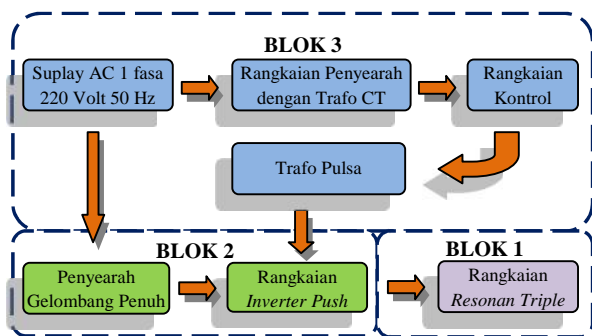 BLOK 3
Suplay AC 1 fasa
220 Volt 50 Hz
Rangkaian Penyearah
dengan Trafo CT
Rangkaian
Kontrol
Trafo Pulsa
BLOK 2
Penyearah
Gelombang Penuh
Rangkaian
Inverter Push
BLOK 1
Rangkaian
Resonan Triple